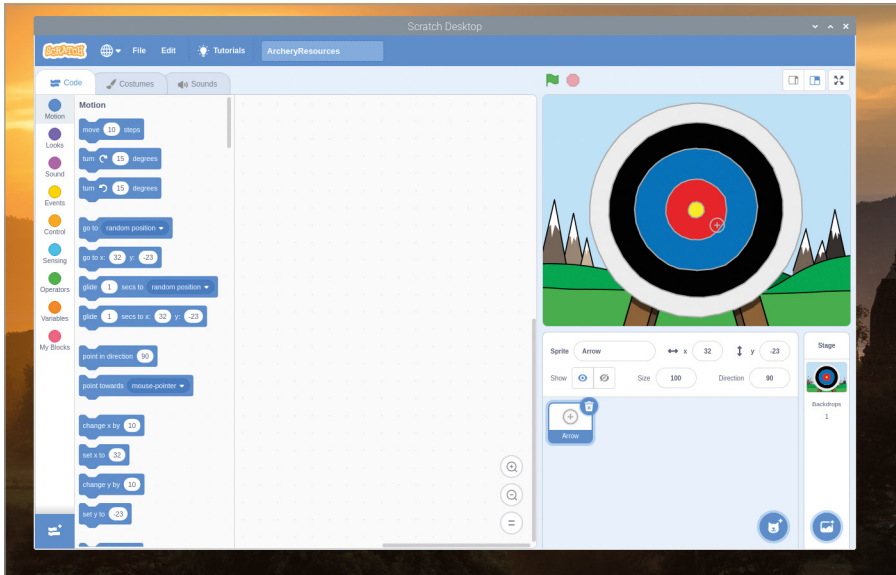 Scratch Desktop
SCRATCH File Edit Tutorials ArcheryResources
Code Costumes Sounds
Motion
Looks
Sound
Events
Control
Sensing
Operators
Variables
My Blocks
Motion
move 10 steps
turn 15 degrees
turn 15 degrees
go to random position
go to x: 32 y: -23
glide 1 secs to random position
glide 1 secs to x: 32 y: -23
point in direction 90
point towards mouse-pointer
change x by 10
set x to 32
change y by 10
set y to -23
Sprite Arrow x 32 y -23
Show Size 100 Direction 90
Arrow
Stage
Backdrops
1